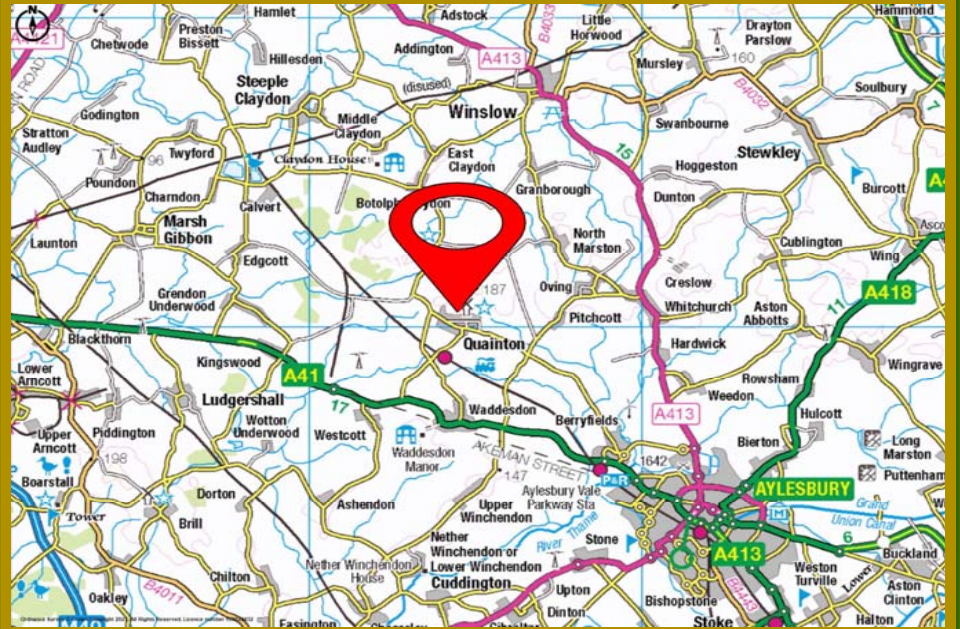 N
A4421
Chetwode
Preston
Bissett
Hamlet
Hillesden
Adstock
Addington
A413
B4033
Little
Horwood
Drayton
Parslow
Hammond
Mursley
160
B4032
Soulbury
7
(disused)
Steeple
Claydon
Winslow
Godington
Middle
Claydon
Swanbourne
Stratton
Audley
Twyford
96
Claydon House
East
Claydon
15
Stewkley
Hoggeston
Poundon
Charndon
Calvert
Granborough
Dunton
Burcott
Marsh
Gibbon
Launton
Edgcott
North
Marston
Cublington
Wing
Creslow
A418
Grendon
Underwood
187
Oving
Whitchurch
Aston
Abbotts
11
Pitchcott
Blackthorn
Kingswood
Quainton
Hardwick
Wingrave
Lower
Arncott
A41
17
Rowsham
Weedon
Ludgershall
Waddesdon
Berryfields
A413
Hulcott
Upper
Arncott
Piddington
Wotton
Underwood
Westcott
Bierton
Long
Marston
198
Waddesdon
Manor
AKEMAN STREET
147
1642
P&R
Puttenham
Boarstall
Tower
Dorton
Ashendon
Upper
Winchendon
Aylesbury Vale
Parkway Sta
AYLESBURY
Grand
Union Canal
Brill
River Thame
Stone
6
Nether
Winchendon or
Lower Winchendon
A413
Buckland
Nether Winchendon
House
Cuddington
Weston
Turville
Lower
Aston
Clinton
B4011
Chilton
Upton
Bishopstone
B4443
Oakley
Dinton
Halton
Easington
Stoke